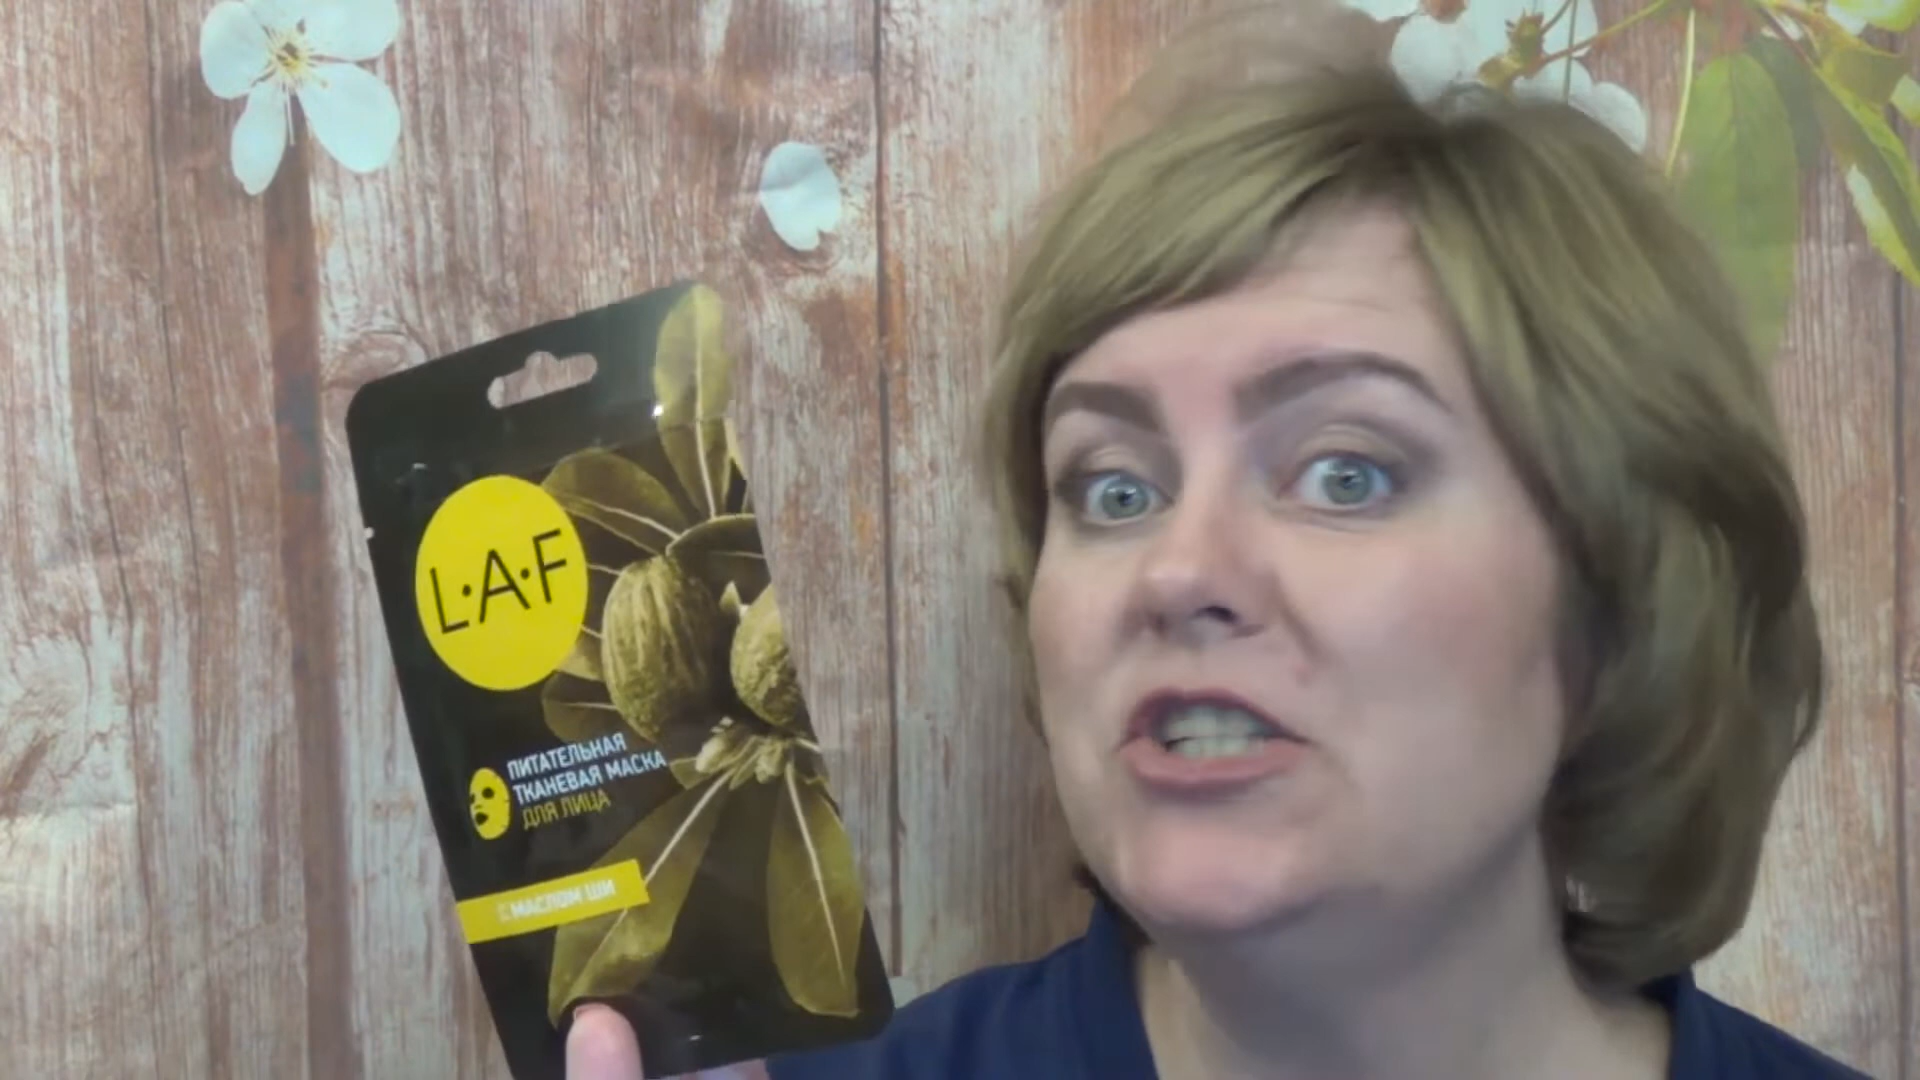 L·A·F
ПИТАТЕЛЬНАЯ
ТКАНЕВАЯ МАСКА
ДЛЯ ЛИЦА
С МАСЛОМ ШИ